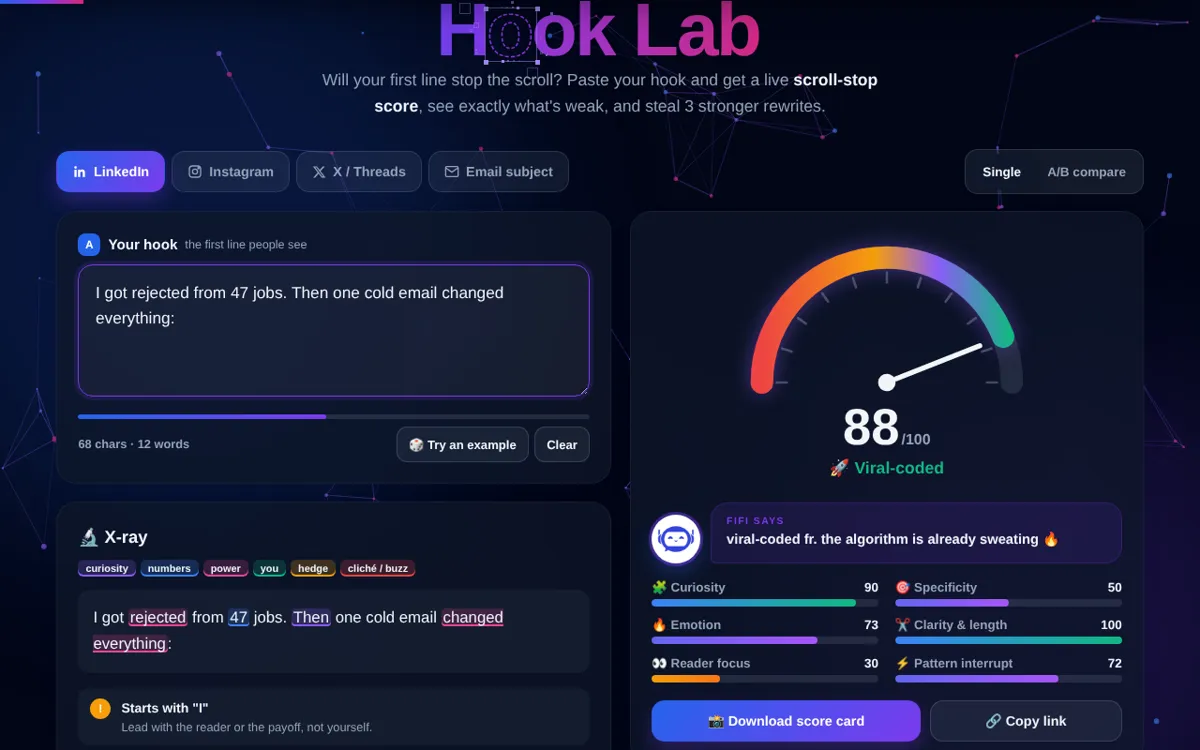 Hook Lab
Will your first line stop the scroll? Paste your hook and get a live scroll-stop
score, see exactly what's weak, and steal 3 stronger rewrites.
LinkedIn
Instagram
X / Threads
Email subject
Single
A/B compare
A Your hook the first line people see
I got rejected from 47 jobs. Then one cold email changed
everything:
68 chars · 12 words
🎲 Try an example
Clear
🔬 X-ray
curiosity numbers power you hedge cliché / buzz
I got rejected from 47 jobs. Then one cold email changed
everything:
! Starts with "I"
Lead with the reader or the payoff, not yourself.
88/100
🚀 Viral-coded
FIFI SAYS
viral-coded fr. the algorithm is already sweating 🔥
🧩 Curiosity 90
🎯 Specificity 50
🔥 Emotion 73
✂️ Clarity & length 100
👀 Reader focus 30
⚡ Pattern interrupt 72
📸 Download score card
🔗 Copy link